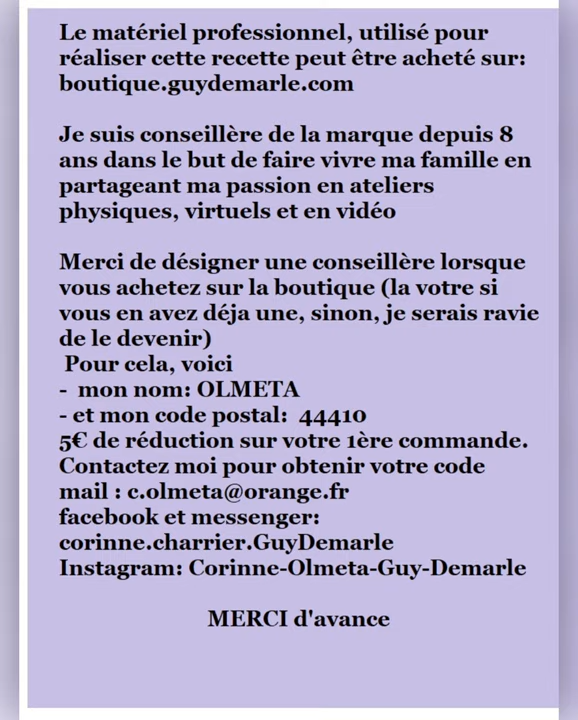 Le matériel professionnel, utilisé pour
réaliser cette recette peut être acheté sur:
boutique.guydemarle.com
Je suis conseillère de la marque depuis 8
ans dans le but de faire vivre ma famille en
partageant ma passion en ateliers
physiques, virtuels et en vidéo
Merci de désigner une conseillère lorsque
vous achetez sur la boutique (la votre si
vous en avez déja une, sinon, je serais ravie
de le devenir)
Pour cela, voici
- mon nom: OLMETA
- et mon code postal: 44410
5€ de réduction sur votre 1ère commande.
Contactez moi pour obtenir votre code
mail : c.olmeta@orange.fr
facebook et messenger:
corinne.charrier.GuyDemarle
Instagram: Corinne-Olmeta-Guy-Demarle
MERCI d'avance